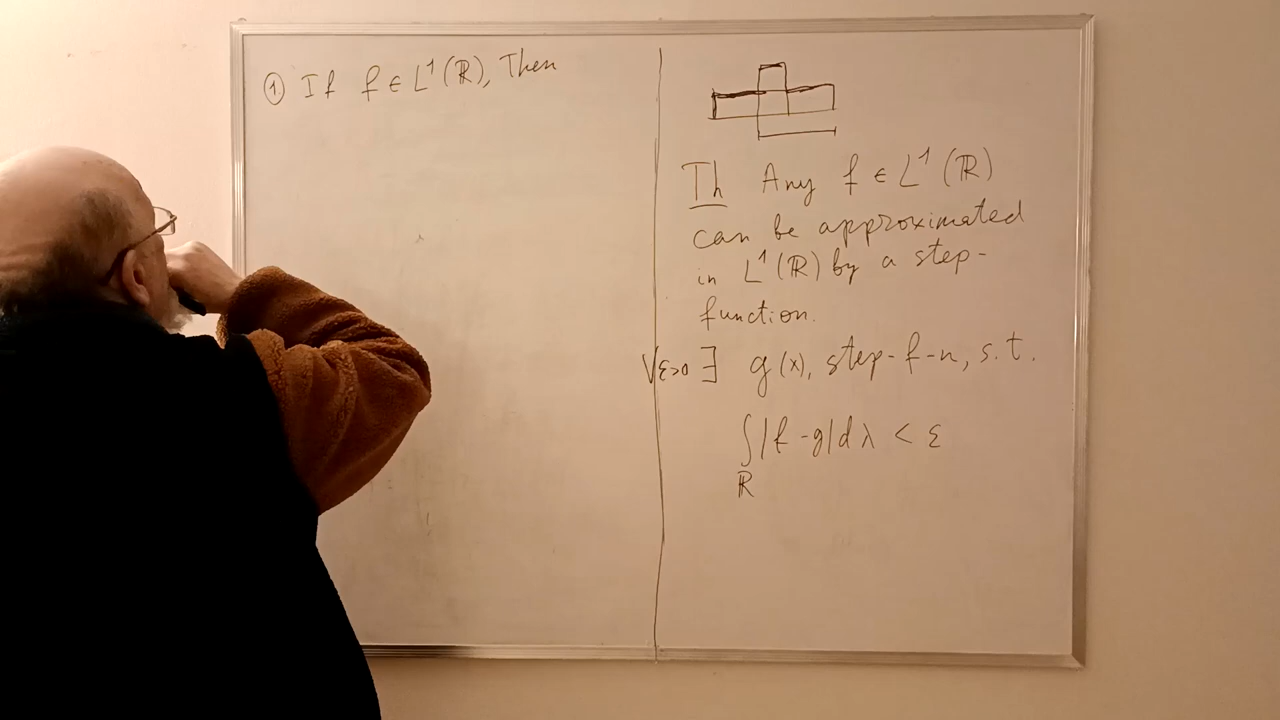 ① If f ∈ L¹(ℝ), Then
Th Any f ∈ L¹(ℝ)
can be approximated
in L¹(ℝ) by a step-
function.
∀ε>0 ∃ g(x), step-f-n, s.t.
∫|f-g|dλ < ε
ℝ